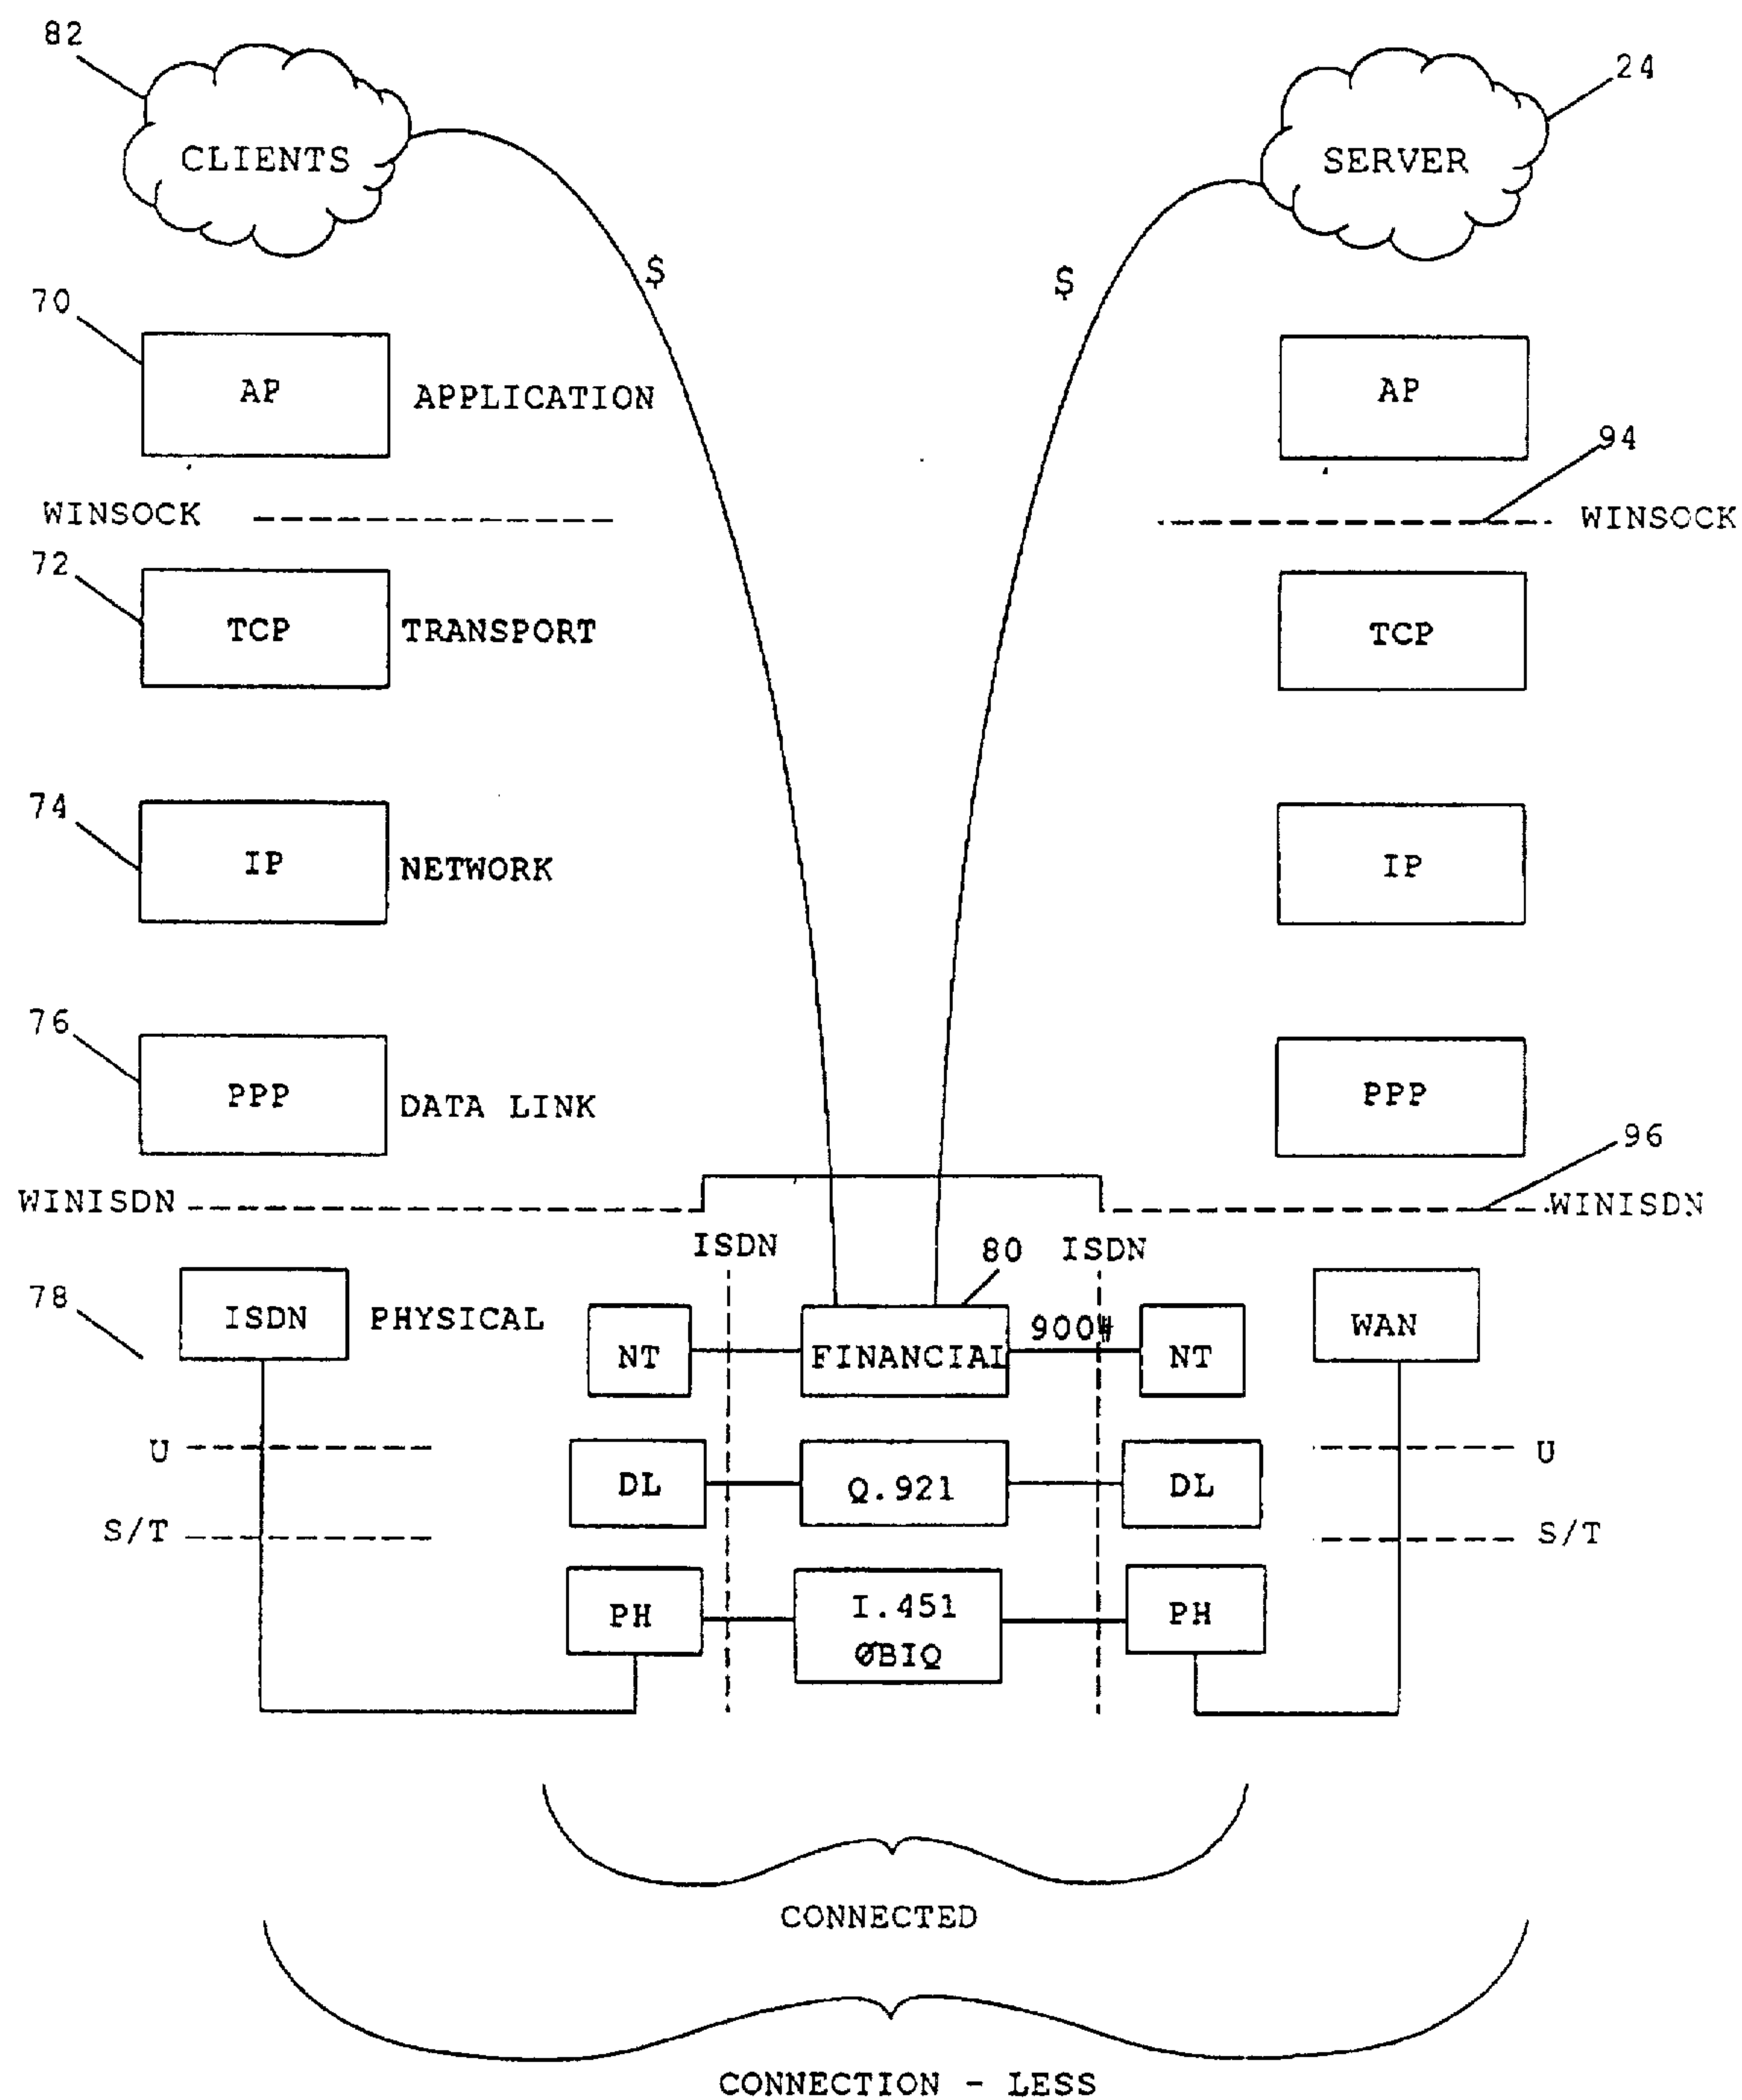 82
24
CLIENTS
SERVER
$
$
70
AP
APPLICATION
AP
94
WINSOCK
WINSOCK
72
TCP
TRANSPORT
TCP
74
IP
NETWORK
IP
76
PPP
DATA LINK
PPP
96
WINISDN
WINISDN
ISDN
80
ISDN
78
ISDN
PHYSICAL
NT
FINANCIAL
900#
NT
WAN
U
U
DL
Q.921
DL
S/T
S/T
PH
I.451
ØBIQ
PH
CONNECTED
CONNECTION - LESS